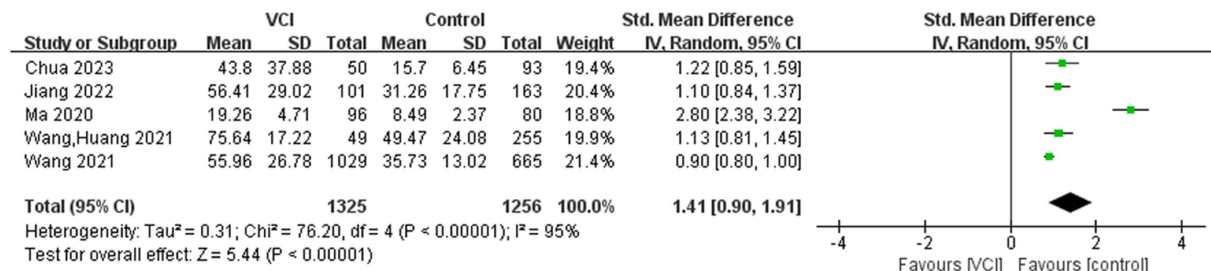 VCI Control Std. Mean Difference Std. Mean Difference
Study or Subgroup Mean SD Total Mean SD Total Weight IV, Random, 95% CI IV, Random, 95% CI
Chua 2023 43.8 37.88 50 15.7 6.45 93 19.4% 1.22 [0.85, 1.59]
Jiang 2022 56.41 29.02 101 31.26 17.75 163 20.4% 1.10 [0.84, 1.37]
Ma 2020 19.26 4.71 96 8.49 2.37 80 18.8% 2.80 [2.38, 3.22]
Wang,Huang 2021 75.64 17.22 49 49.47 24.08 255 19.9% 1.13 [0.81, 1.45]
Wang 2021 55.96 26.78 1029 35.73 13.02 665 21.4% 0.90 [0.80, 1.00]
Total (95% CI) 1325 1256 100.0% 1.41 [0.90, 1.91]
Heterogeneity: Tau² = 0.31; Chi² = 76.20, df = 4 (P < 0.00001); I² = 95%
Test for overall effect: Z = 5.44 (P < 0.00001)
-4 -2 0 2 4
Favours [VCI] Favours [control]